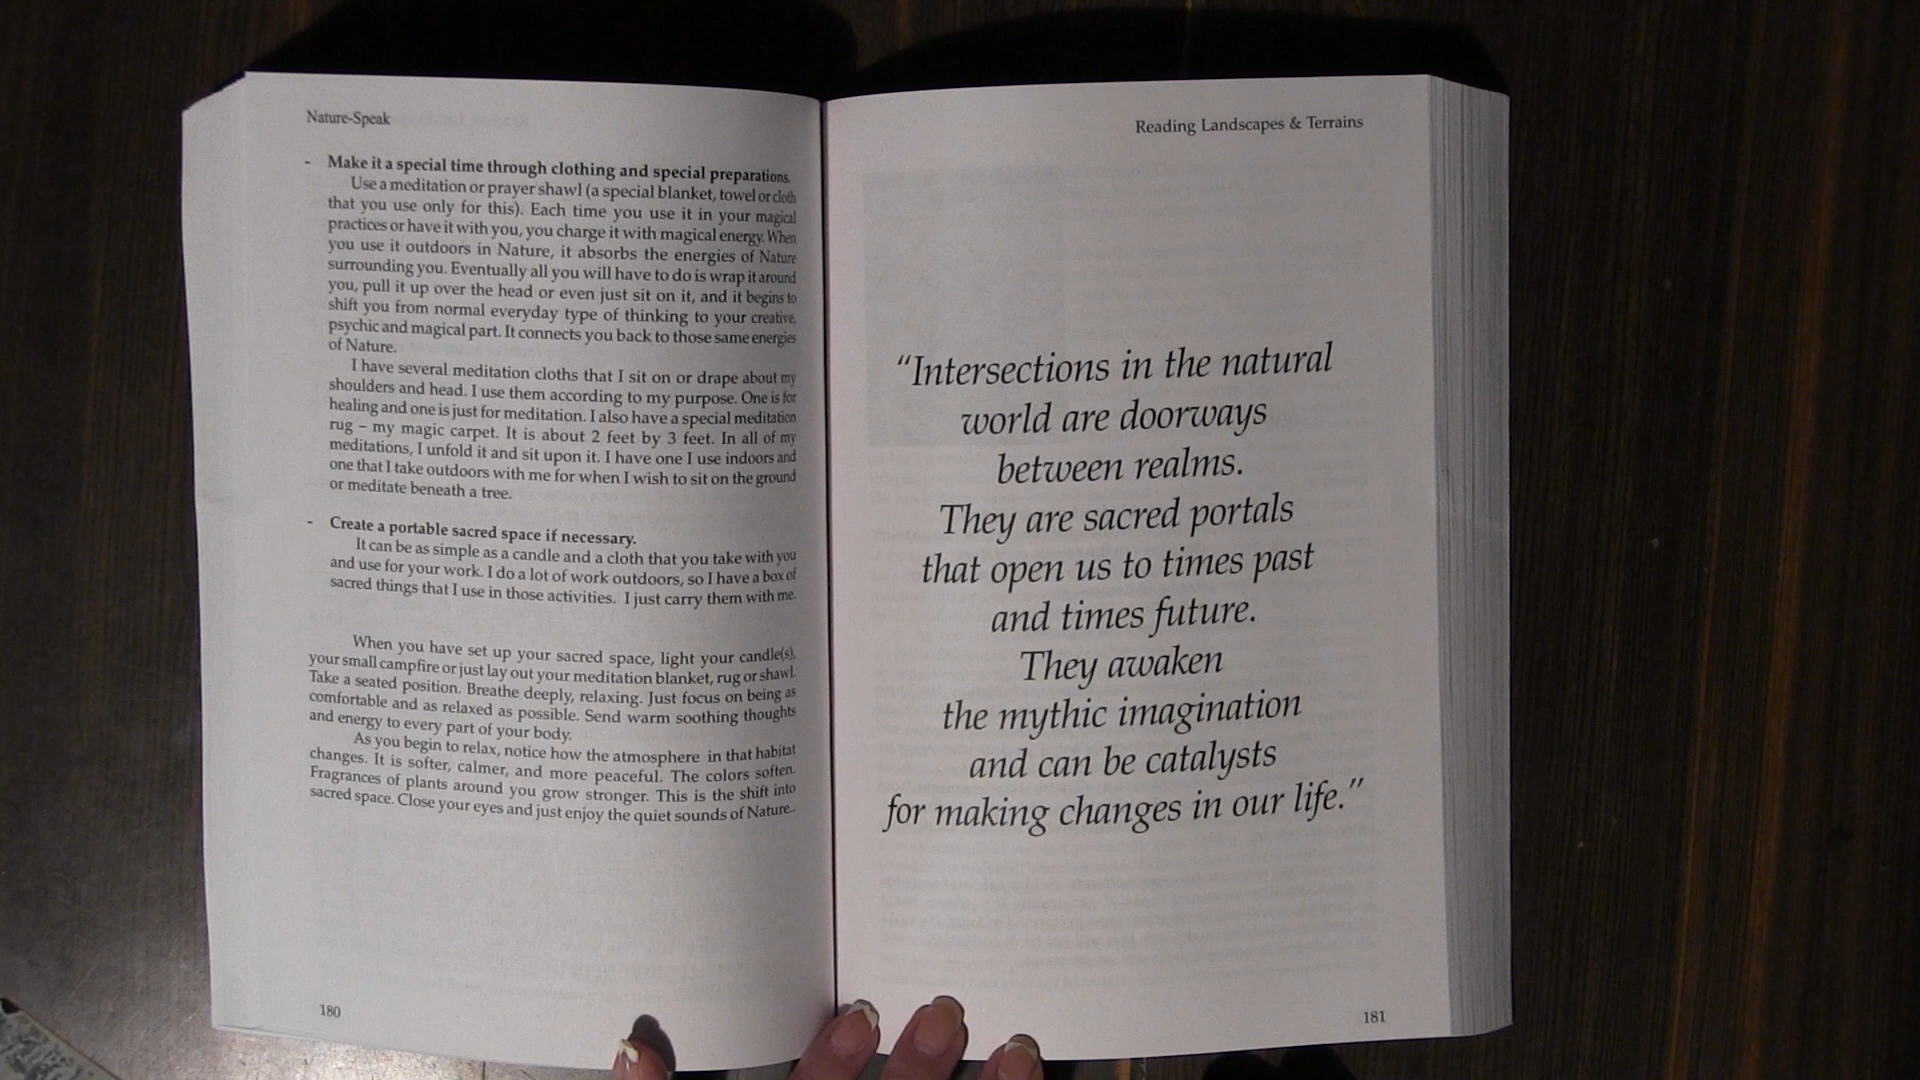 Nature-Speak
- Make it a special time through clothing and special preparations.
Use a meditation or prayer shawl (a special blanket, towel or cloth
that you use only for this). Each time you use it in your magical
practices or have it with you, you charge it with magical energy. When
you use it outdoors in Nature, it absorbs the energies of Nature
surrounding you. Eventually all you will have to do is wrap it around
you, pull it up over the head or even just sit on it, and it begins to
shift you from normal everyday type of thinking to your creative,
psychic and magical part. It connects you back to those same energies
of Nature.
I have several meditation cloths that I sit on or drape about my
shoulders and head. I use them according to my purpose. One is for
healing and one is just for meditation. I also have a special meditation
rug – my magic carpet. It is about 2 feet by 3 feet. In all of my
meditations, I unfold it and sit upon it. I have one I use indoors and
one that I take outdoors with me for when I wish to sit on the ground
or meditate beneath a tree.
- Create a portable sacred space if necessary.
It can be as simple as a candle and a cloth that you take with you
and use for your work. I do a lot of work outdoors, so I have a box of
sacred things that I use in those activities. I just carry them with me.
When you have set up your sacred space, light your candle(s),
your small campfire or just lay out your meditation blanket, rug or shawl.
Take a seated position. Breathe deeply, relaxing. Just focus on being as
comfortable and as relaxed as possible. Send warm soothing thoughts
and energy to every part of your body.
As you begin to relax, notice how the atmosphere in that habitat
changes. It is softer, calmer, and more peaceful. The colors soften.
Fragrances of plants around you grow stronger. This is the shift into
sacred space. Close your eyes and just enjoy the quiet sounds of Nature..
180
Reading Landscapes & Terrains
“Intersections in the natural
world are doorways
between realms.
They are sacred portals
that open us to times past
and times future.
They awaken
the mythic imagination
and can be catalysts
for making changes in our life.”
181